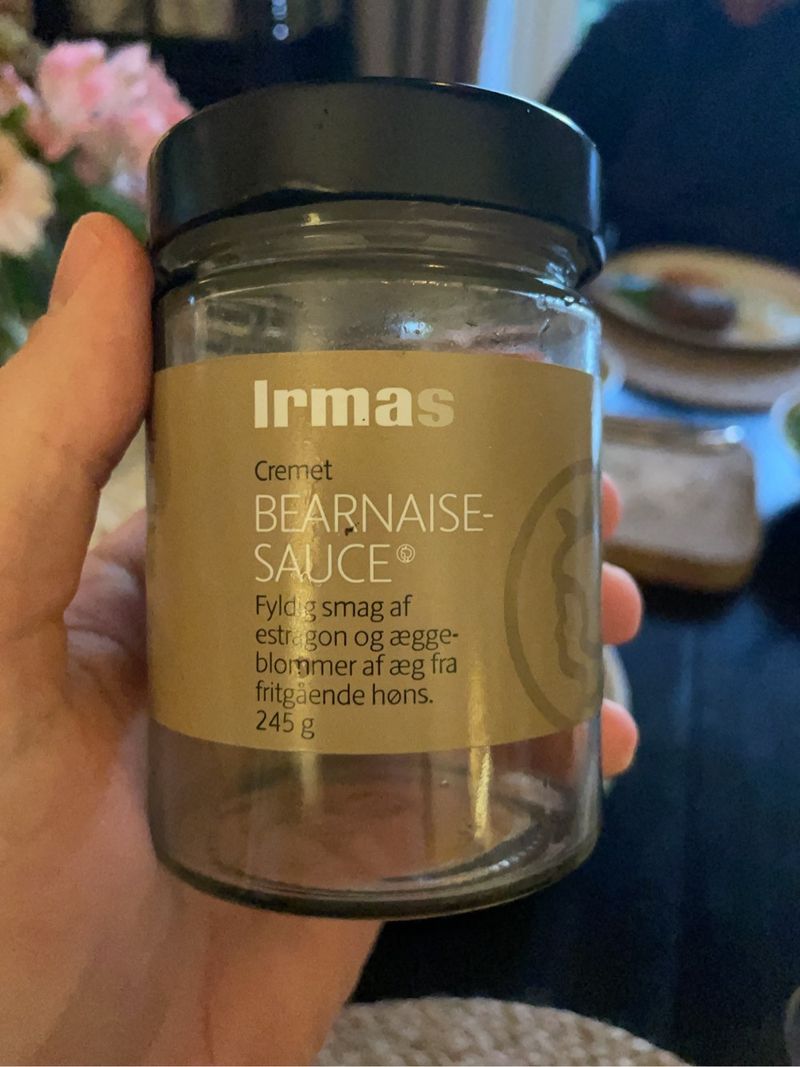 Irmas
Cremet
BEARNAISE-
SAUCE
Fyldig smag af
estragon og ægge-
blommer af æg fra
fritgående høns.
245 g